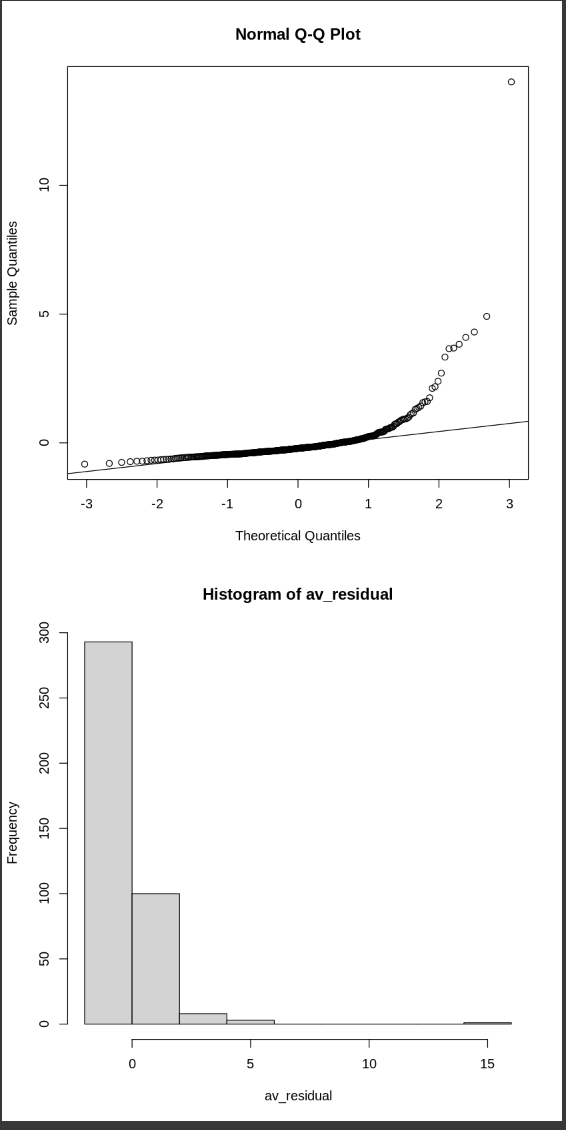 Normal Q-Q Plot
10
5
0
Sample Quantiles
-3 -2 -1 0 1 2 3
Theoretical Quantiles
Histogram of av_residual
300
250
200
150
100
50
0
Frequency
0 5 10 15
av_residual